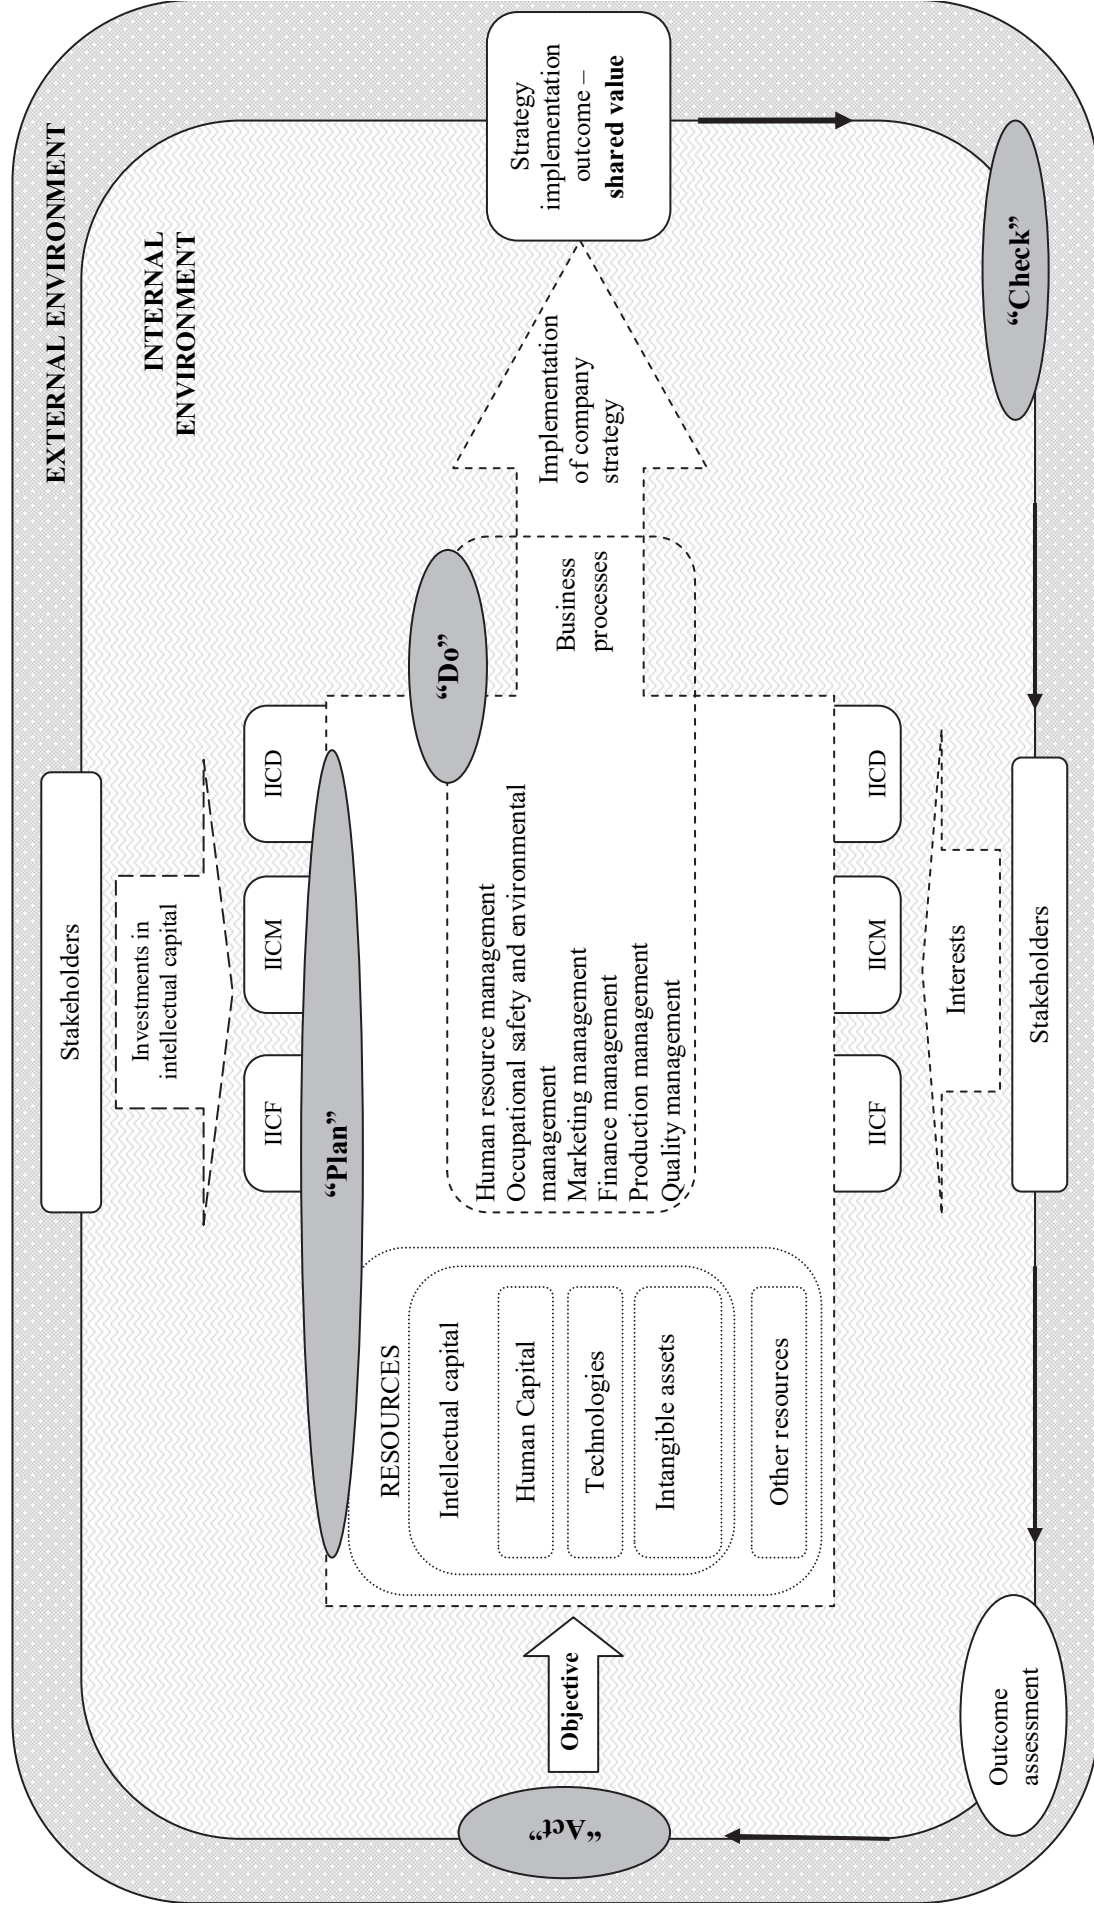 EXTERNAL ENVIRONMENT
INTERNAL
ENVIRONMENT
Stakeholders
Investments in
intellectual capital
IICF
IICM
IICD
“Plan”
“Act”
Objective
RESOURCES
Intellectual capital
Human Capital
Technologies
Intangible assets
Other resources
“Do”
Human resource management
Occupational safety and environmental
management
Marketing management
Finance management
Production management
Quality management
Business
processes
Implementation
of company
strategy
Strategy
implementation
outcome –
shared value
IICF
IICM
IICD
Interests
Stakeholders
Outcome
assessment
“Check”